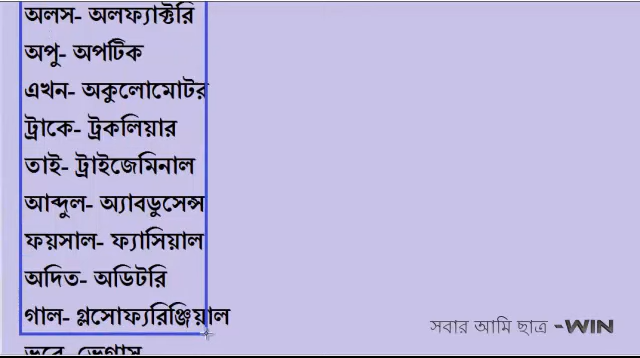 অলস- অলফ্যাক্টরি
অপু- অপটিক
এখন- অকুলোমোটর
ট্রাকে- ট্রকলিয়ার
তাই- ট্রাইজেমিনাল
আব্দুল- অ্যাবডুসেন্স
ফয়সাল- ফ্যাসিয়াল
অদিত- অডিটরি
গাল- গ্লসোফ্যরিঞ্জিয়াল
সবার আমি ছাত্র -WIN